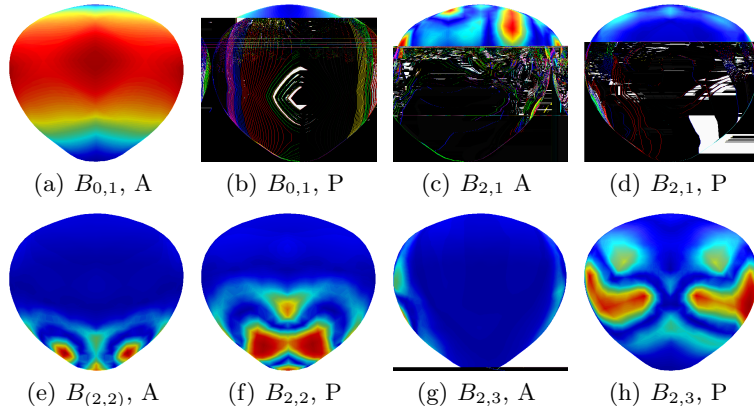 (a) B₀,₁, A (b) B₀,₁, P (c) B₂,₁ A (d) B₂,₁, P
(e) B₍₂,₂₎, A (f) B₂,₂, P (g) B₂,₃, A (h) B₂,₃, P